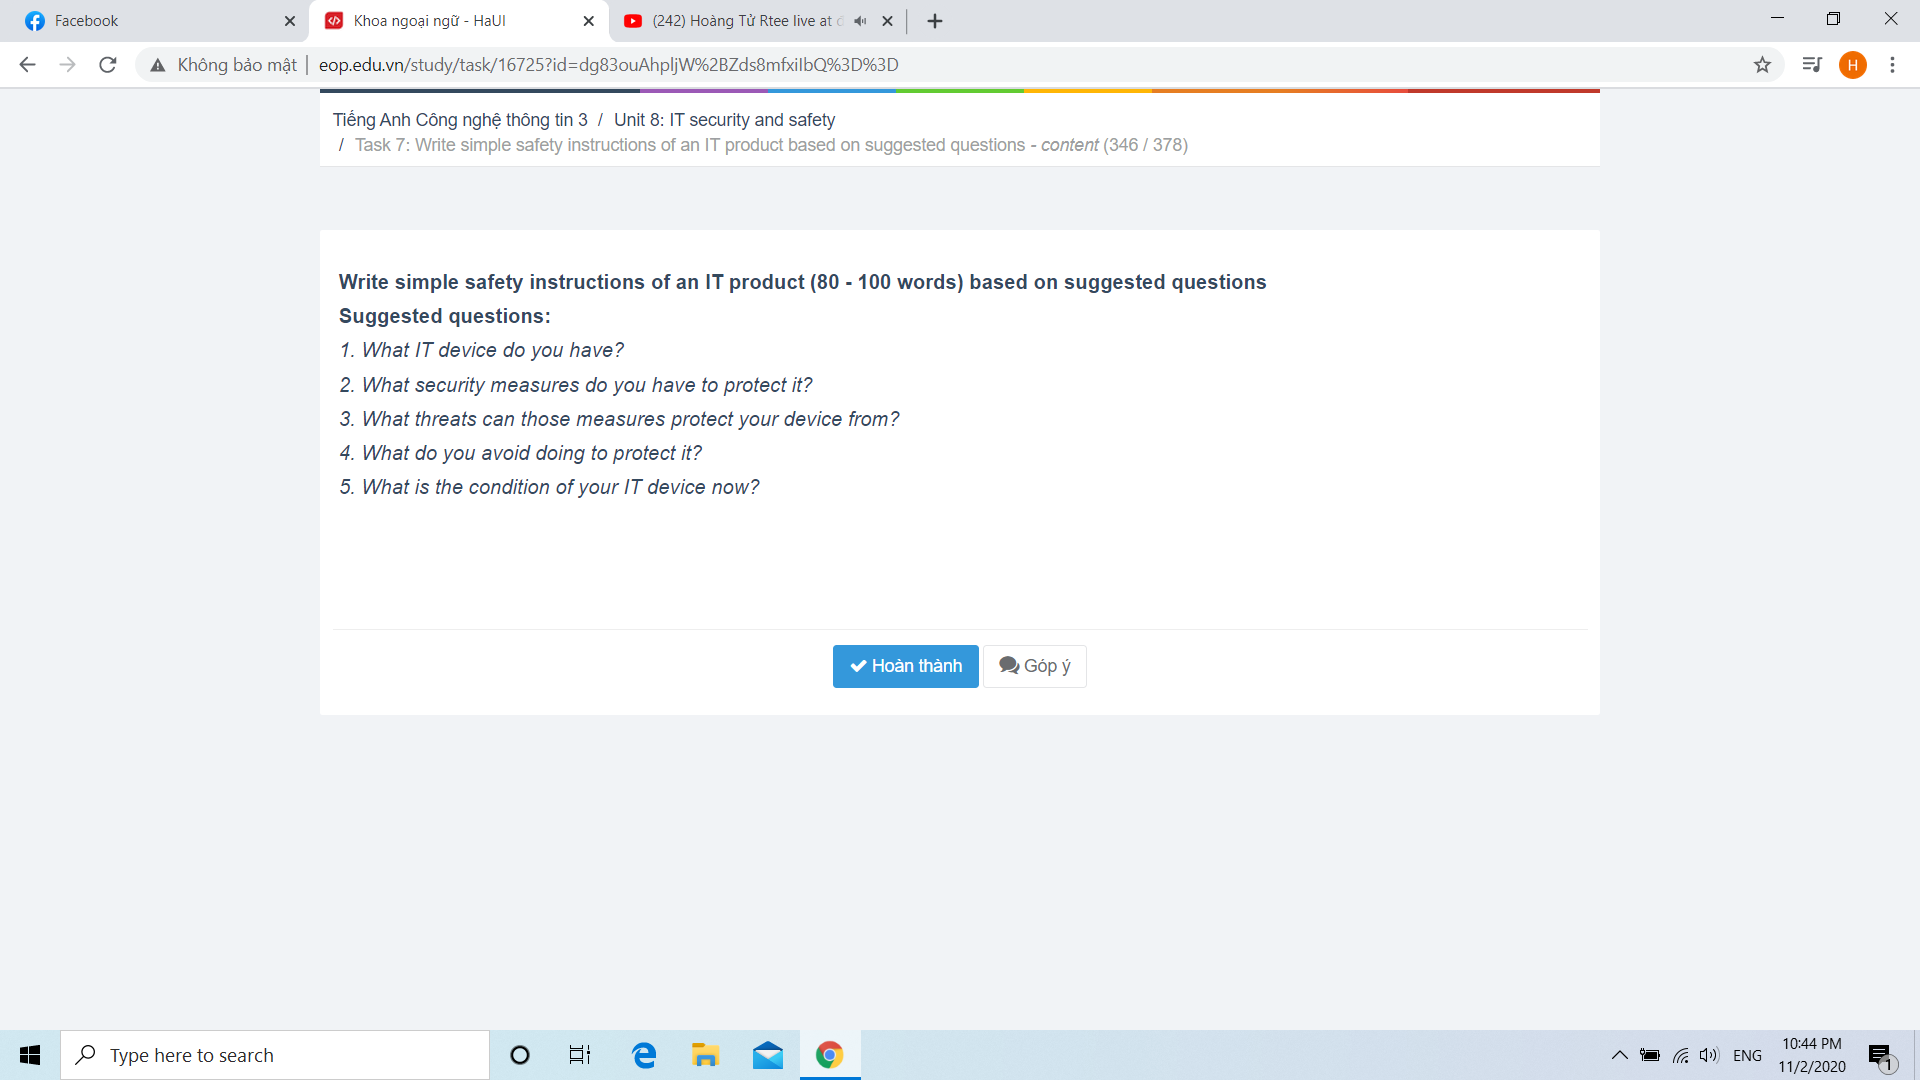 Facebook
Khoa ngoại ngữ - HaUI
(242) Hoàng Tử Rtee live at
Không bảo mật | eop.edu.vn/study/task/16725?id=dg83ouAhpljW%2BZds8mfxiIbQ%3D%3D
H
Tiếng Anh Công nghệ thông tin 3 / Unit 8: IT security and safety
/ Task 7: Write simple safety instructions of an IT product based on suggested questions - content (346 / 378)
Write simple safety instructions of an IT product (80 - 100 words) based on suggested questions
Suggested questions:
1. What IT device do you have?
2. What security measures do you have to protect it?
3. What threats can those measures protect your device from?
4. What do you avoid doing to protect it?
5. What is the condition of your IT device now?
Hoàn thành
Góp ý
Type here to search
ENG
10:44 PM
11/2/2020
1